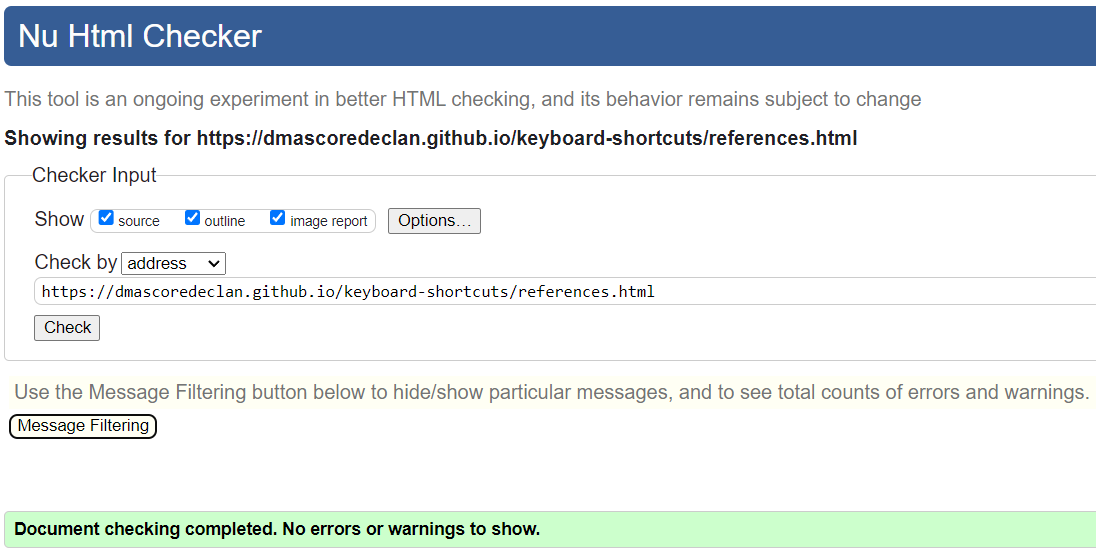 Nu Html Checker
This tool is an ongoing experiment in better HTML checking, and its behavior remains subject to change
Showing results for https://dmascoredeclan.github.io/keyboard-shortcuts/references.html
Checker Input
Show source outline image report Options...
Check by address
https://dmascoredeclan.github.io/keyboard-shortcuts/references.html
Check
Use the Message Filtering button below to hide/show particular messages, and to see total counts of errors and warnings.
Message Filtering
Document checking completed. No errors or warnings to show.